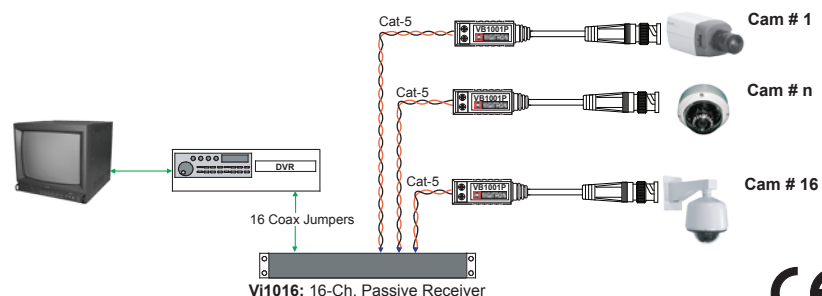 Cat-5
VB1001P
Cam # 1
Cat-5
VB1001P
Cam # n
DVR
Cat-5
VB1001P
Cam # 16
16 Coax Jumpers
Vi1016: 16-Ch. Passive Receiver
CE